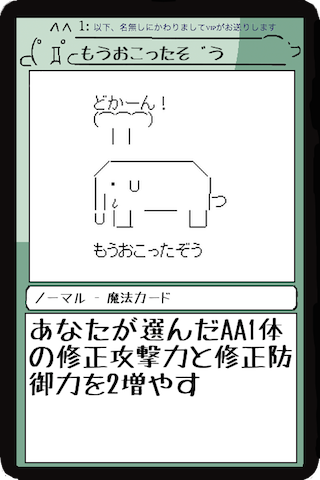 1: 以下、名無しにかわりましてVIPがお送りします
もうおこったぞう
どかーん！
もうおこったぞう
ノーマル - 魔法カード
あなたが選んだAA1体
の修正攻撃力と修正防
御力を2増やす